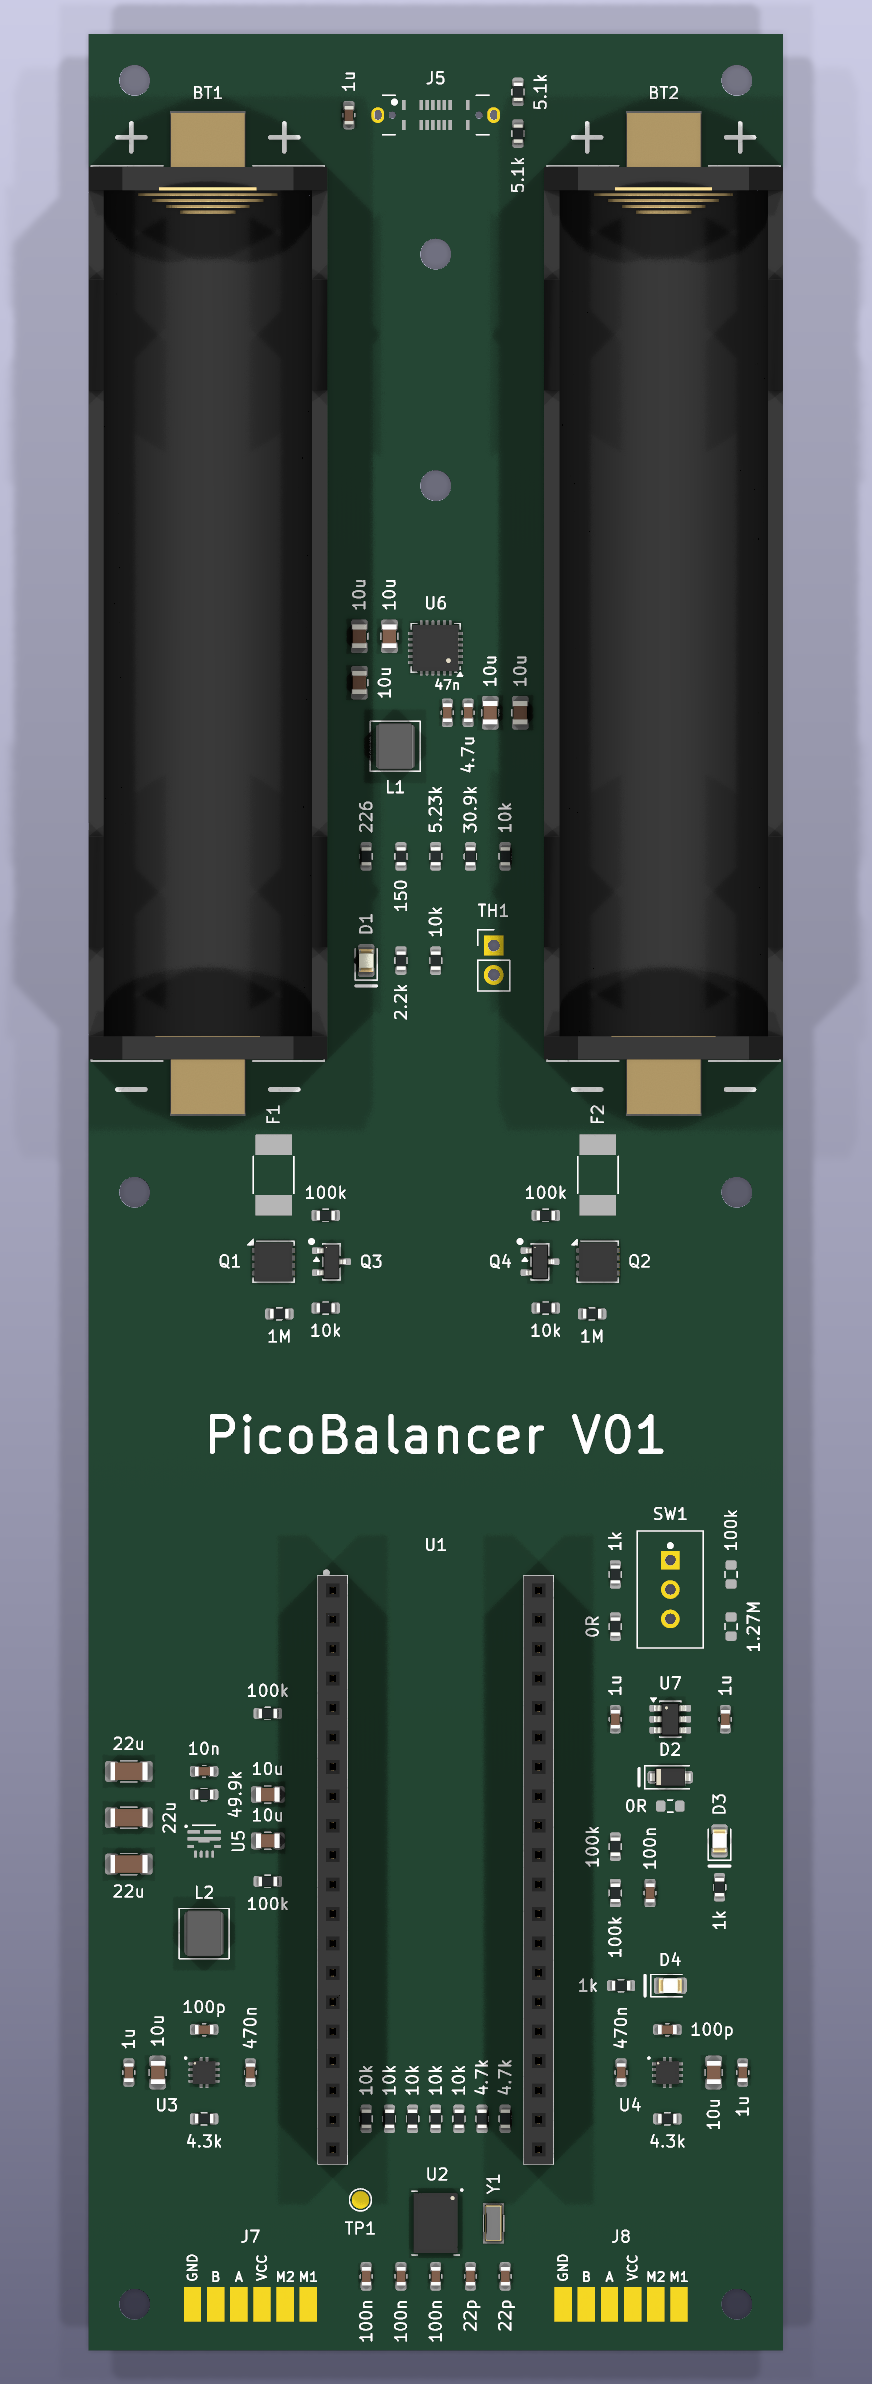 1u
J5
5.1k
BT1
BT2
+
+
+
+
5.1k
10u
10u
U6
10u
47n
10u
10u
4.7u
L1
226
5.23k
30.9k
10k
150
D1
10k
TH1
2.2k
F1
F2
100k
100k
Q1
Q3
Q4
Q2
1M
10k
10k
1M
PicoBalancer V01
SW1
U1
1k
100k
0R
1.27M
100k
1u
U7
1u
22u
10n
10u
D2
49.9k
22u
10u
0R
D3
U5
100k
100n
22u
L2
100k
100k
1k
D4
1k
1u
10u
100p
470n
470n
100p
10k
10k
10k
10k
10k
4.7k
4.7k
U3
U4
10u
1u
4.3k
4.3k
U2
Y1
TP1
J7
J8
GND
B
A
VCC
M2
M1
GND
B
A
VCC
M2
M1
100n
100n
100n
22p
22p